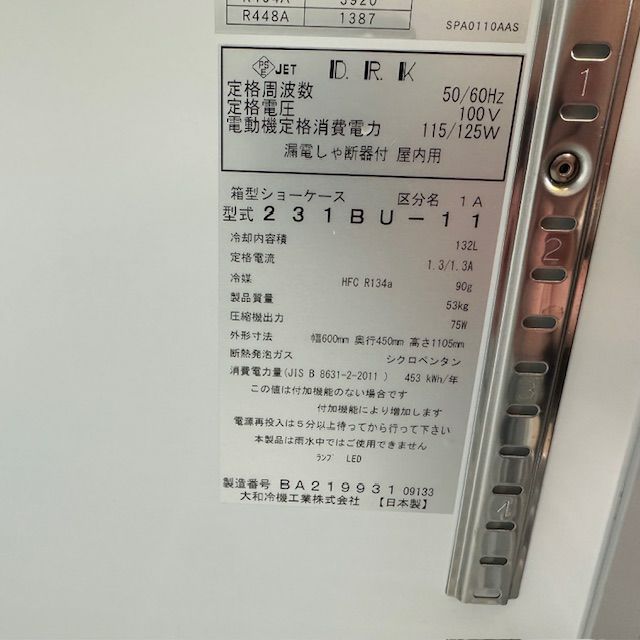 R448A 1387
SPA0110AAS
PSE JET D.R.K
定格周波数 50/60Hz
定格電圧 100V
電動機定格消費電力 115/125W
漏電しゃ断器付 屋内用
箱型ショーケース 区分名 1A
型式 231BU-11
冷却内容積 132L
定格電流 1.3/1.3A
冷媒 HFC R134a 90g
製品質量 53kg
圧縮機出力 75W
外形寸法 幅600mm 奥行450mm 高さ1105mm
断熱発泡ガス シクロペンタン
消費電力量(JIS B 8631-2-2011 ) 453 kWh/年
この値は付加機能のない場合です
付加機能により増加します
電源再投入は5分以上待ってから行って下さい
本製品は雨水中ではご使用できません
ランプ LED
製造番号 BA219931 09133
大和冷機工業株式会社 【日本製】
1
2
3
4